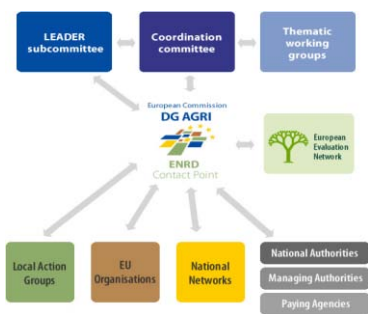 LEADER
subcommittee
Coordination
committee
Thematic
working
groups
European Commission
DG AGRI
ENRD
Contact Point
European
Evaluation
Network
Local Action
Groups
EU
Organisations
National
Networks
National Authorities
Managing Authorities
Paying Agencies